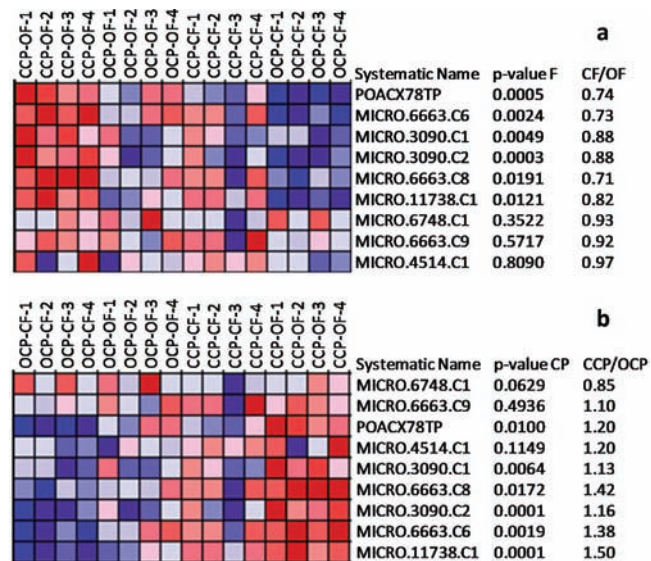 CCP-OF-1 CCP-OF-2 CCP-OF-3 CCP-OF-4 OCP-OF-1 OCP-OF-2 OCP-OF-3 OCP-OF-4 CCP-CF-1 CCP-CF-2 CCP-CF-3 CCP-CF-4 OCP-CF-1 OCP-CF-2 OCP-CF-3 OCP-CF-4
a
Systematic Name p-value F CF/OF
POACX78TP 0.0005 0.74
MICRO.6663.C6 0.0024 0.73
MICRO.3090.C1 0.0049 0.88
MICRO.3090.C2 0.0003 0.88
MICRO.6663.C8 0.0191 0.71
MICRO.11738.C1 0.0121 0.82
MICRO.6748.C1 0.3522 0.93
MICRO.6663.C9 0.5717 0.92
MICRO.4514.C1 0.8090 0.97
OCP-CF-1 OCP-CF-2 OCP-CF-3 OCP-CF-4 OCP-OF-1 OCP-OF-2 OCP-OF-3 OCP-OF-4 CCP-CF-1 CCP-CF-2 CCP-CF-3 CCP-CF-4 CCP-OF-1 CCP-OF-2 CCP-OF-3 CCP-OF-4
b
Systematic Name p-value CP CCP/OCP
MICRO.6748.C1 0.0629 0.85
MICRO.6663.C9 0.4936 1.10
POACX78TP 0.0100 1.20
MICRO.4514.C1 0.1149 1.20
MICRO.3090.C1 0.0064 1.13
MICRO.6663.C8 0.0172 1.42
MICRO.3090.C2 0.0001 1.16
MICRO.6663.C6 0.0019 1.38
MICRO.11738.C1 0.0001 1.50